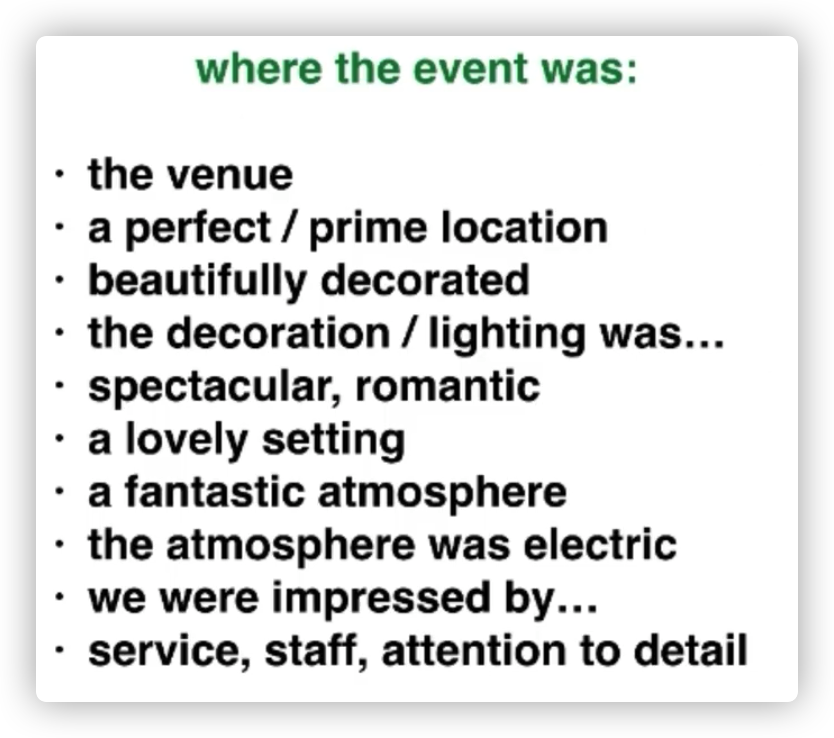 where the event was:
· the venue
· a perfect / prime location
· beautifully decorated
· the decoration / lighting was...
· spectacular, romantic
· a lovely setting
· a fantastic atmosphere
· the atmosphere was electric
· we were impressed by...
· service, staff, attention to detail